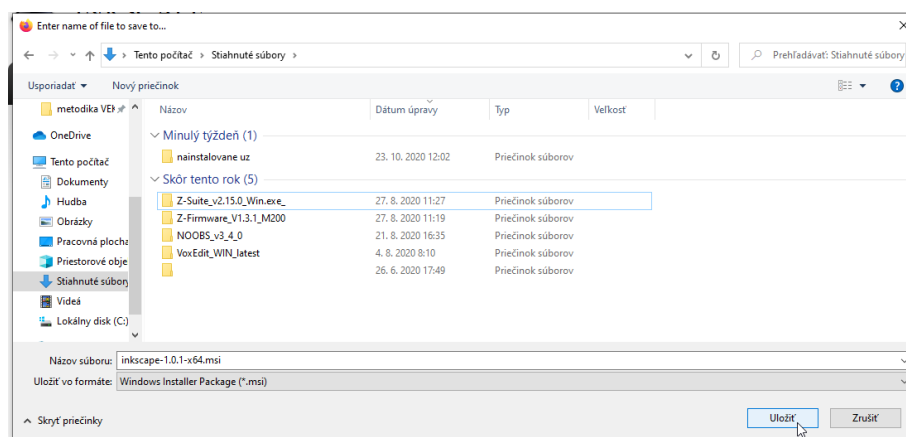 Enter name of file to save to...
Tento počítač > Stiahnuté súbory >
Prehľadávať: Stiahnuté súbory
Usporiadať Nový priečinok
metodika VEK
Názov Dátum úpravy Typ Veľkosť
OneDrive
Minulý týždeň (1)
Tento počítač
nainstalovane uz 23. 10. 2020 12:02 Priečinok súborov
Dokumenty
Skôr tento rok (5)
Hudba
Z-Suite_v2.15.0_Win.exe_ 27. 8. 2020 11:27 Priečinok súborov
Obrázky
Z-Firmware_V1.3.1_M200 27. 8. 2020 11:19 Priečinok súborov
Pracovná plocha
NOOBS_v3_4_0 21. 8. 2020 16:35 Priečinok súborov
Priestorové obje
VoxEdit_WIN_latest 4. 8. 2020 8:10 Priečinok súborov
Stiahnuté súbory
26. 6. 2020 17:49 Priečinok súborov
Videá
Lokálny disk (C:)
Názov súboru: inkscape-1.0.1-x64.msi
Uložiť vo formáte: Windows Installer Package (*.msi)
Skryť priečinky
Uložiť Zrušiť